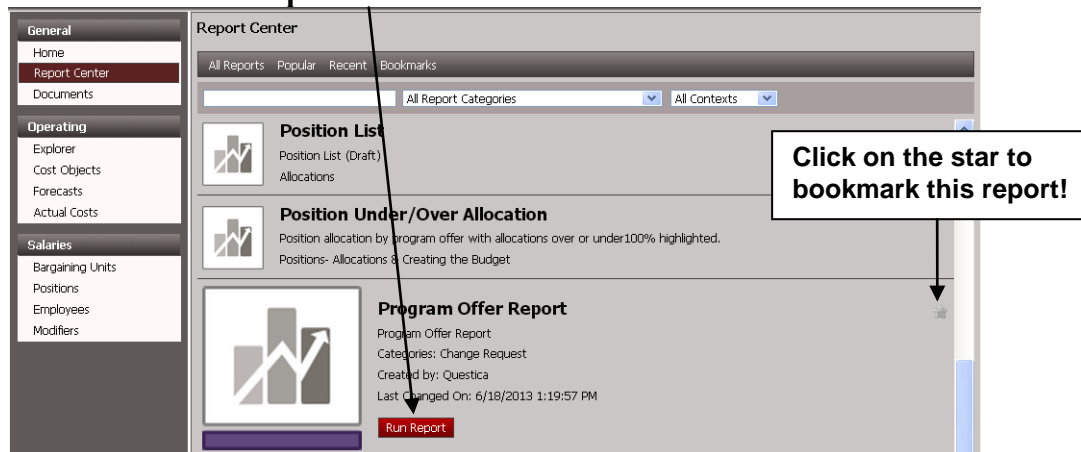 General
Home
Report Center
Documents
Operating
Explorer
Cost Objects
Forecasts
Actual Costs
Salaries
Bargaining Units
Positions
Employees
Modifiers
Report Center
All Reports Popular Recent Bookmarks
All Report Categories All Contexts
Position List
Position List (Draft)
Allocations
Position Under/Over Allocation
Position allocation by program offer with allocations over or under100% highlighted.
Positions- Allocations & Creating the Budget
Program Offer Report
Program Offer Report
Categories: Change Request
Created by: Questica
Last Changed On: 6/18/2013 1:19:57 PM
Run Report
Click on the star to
bookmark this report!